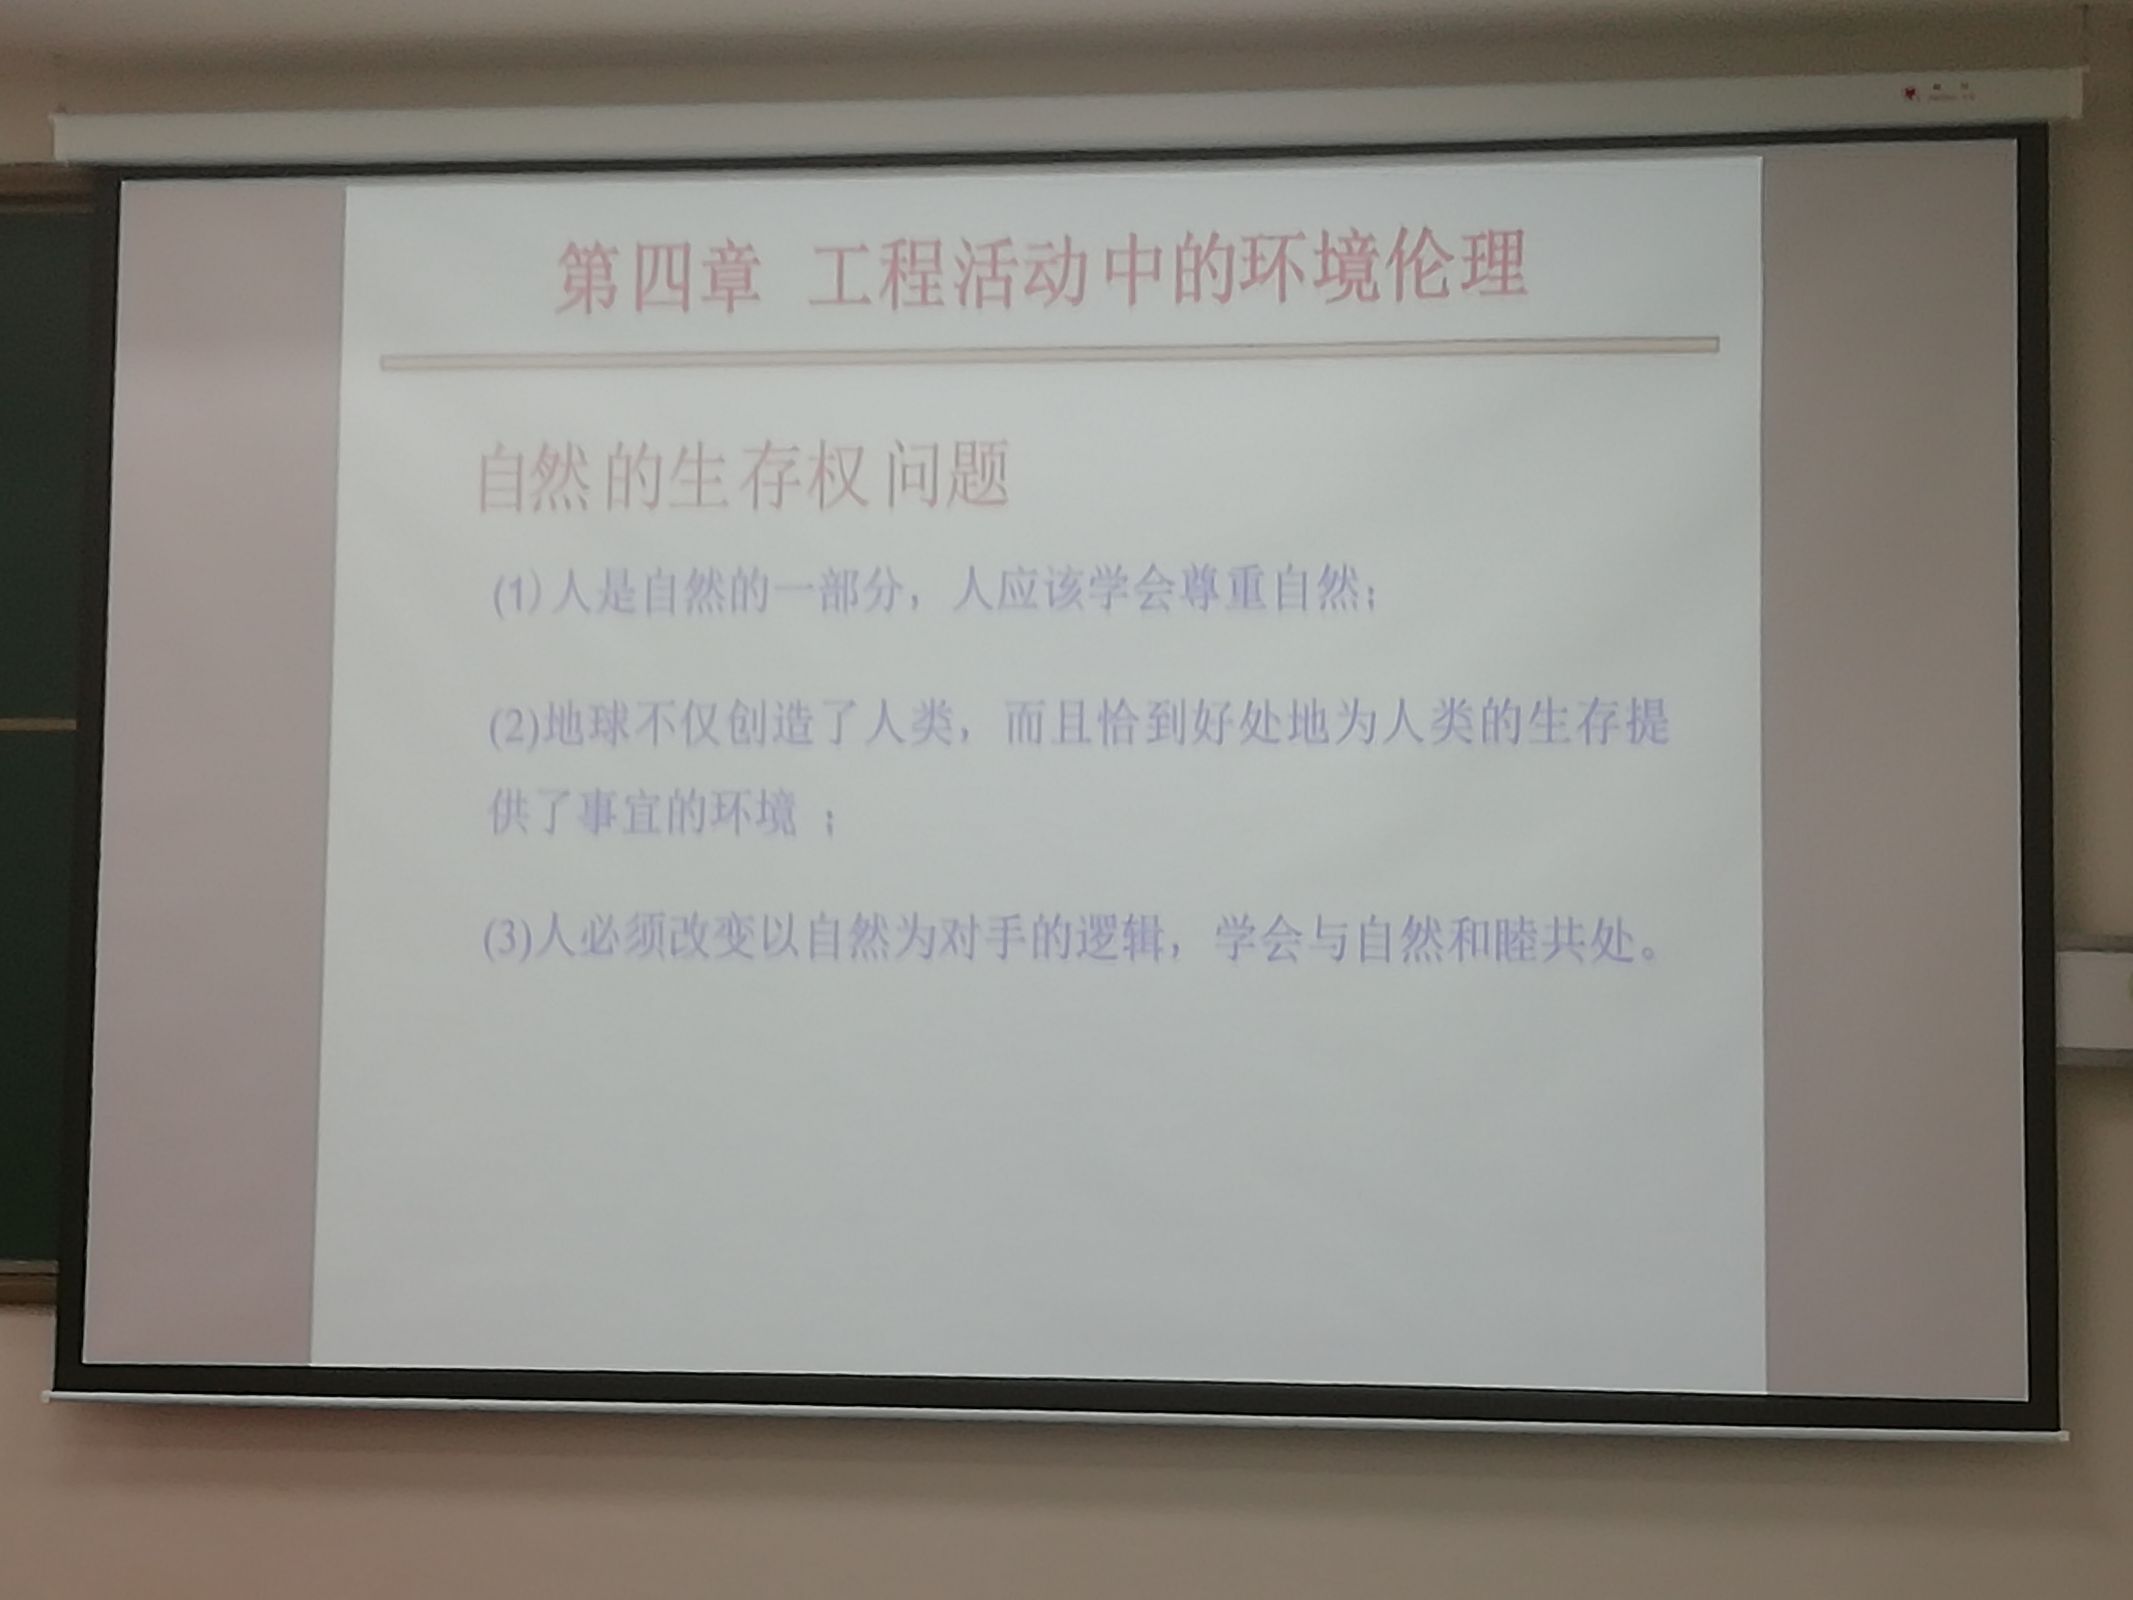 第四章 工程活动中的环境伦理
自然的生存权问题
(1)人是自然的一部分，人应该学会尊重自然；
(2)地球不仅创造了人类，而且恰到好处地为人类的生存提
供了事宜的环境 ；
(3)人必须改变以自然为对手的逻辑，学会与自然和睦共处。